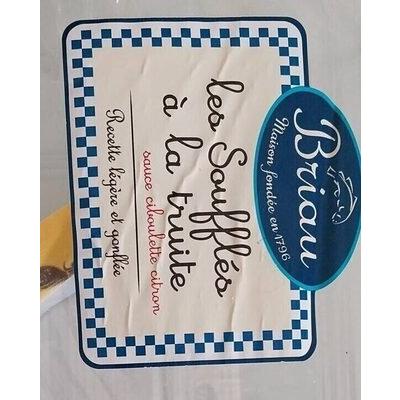 Briau
Maison fondée en 1796
les Soufflés
à la truite
sauce ciboulette citron
Recette légère et gonflée